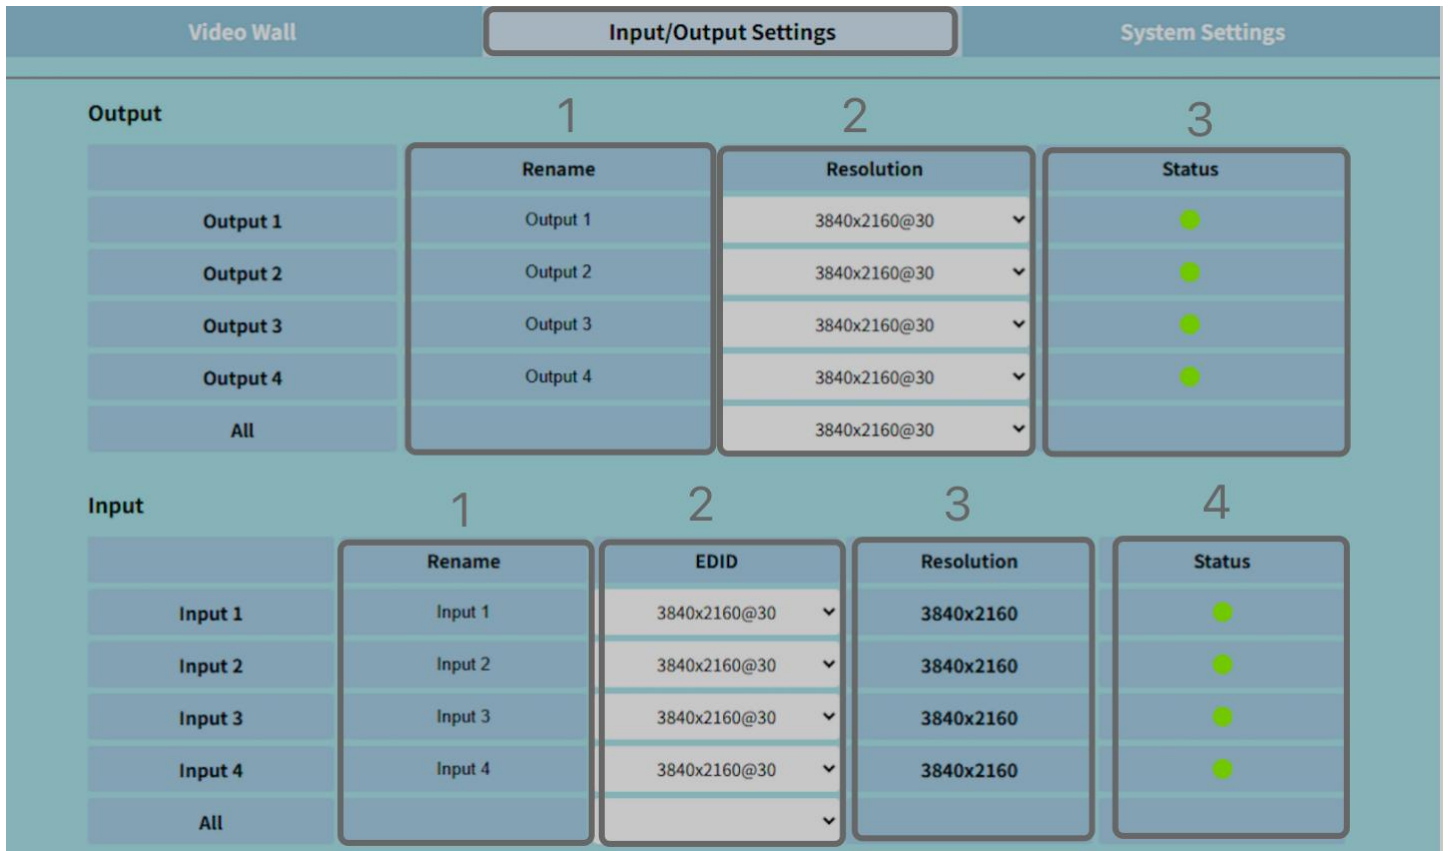 Video Wall Input/Output Settings System Settings
Output 1 2 3
Rename Resolution Status
Output 1 Output 1 3840x2160@30
Output 2 Output 2 3840x2160@30
Output 3 Output 3 3840x2160@30
Output 4 Output 4 3840x2160@30
All 3840x2160@30
Input 1 2 3 4
Rename EDID Resolution Status
Input 1 Input 1 3840x2160@30 3840x2160
Input 2 Input 2 3840x2160@30 3840x2160
Input 3 Input 3 3840x2160@30 3840x2160
Input 4 Input 4 3840x2160@30 3840x2160
All